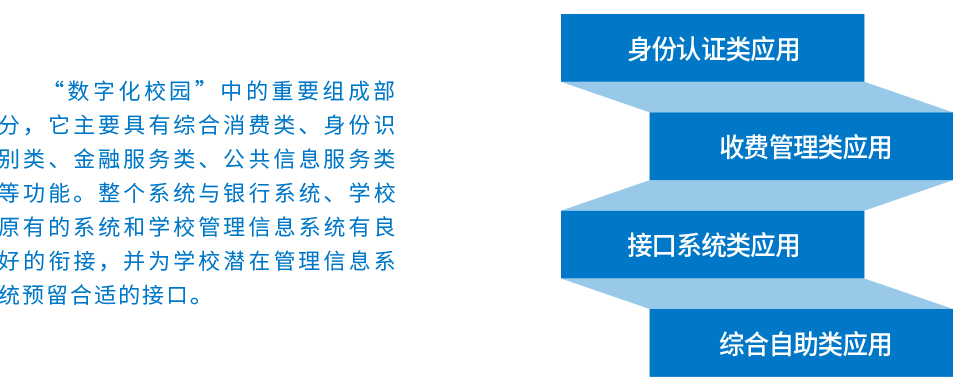 “数字化校园”中的重要组成部
分，它主要具有综合消费类、身份识
别类、金融服务类、公共信息服务类
等功能。整个系统与银行系统、学校
原有的系统和学校管理信息系统有良
好的衔接，并为学校潜在管理信息系
统预留合适的接口。
身份认证类应用
收费管理类应用
接口系统类应用
综合自助类应用